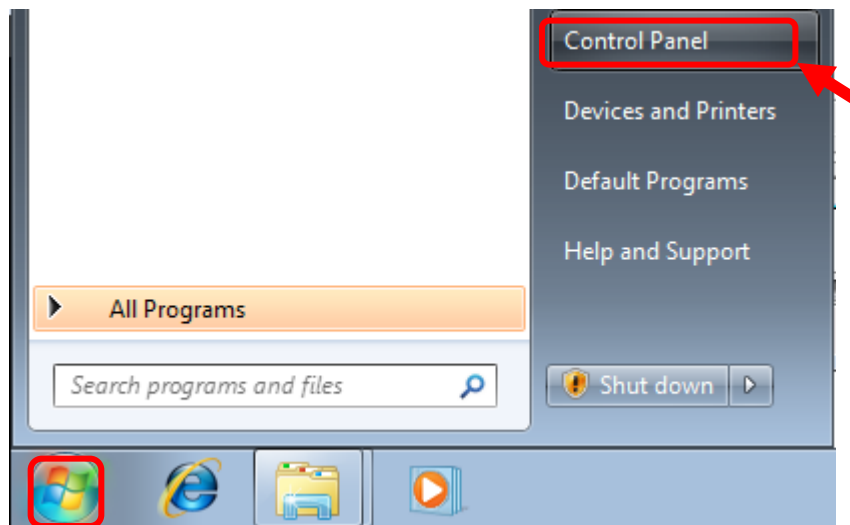 Control Panel
Devices and Printers
Default Programs
Help and Support
All Programs
Search programs and files
Shut down